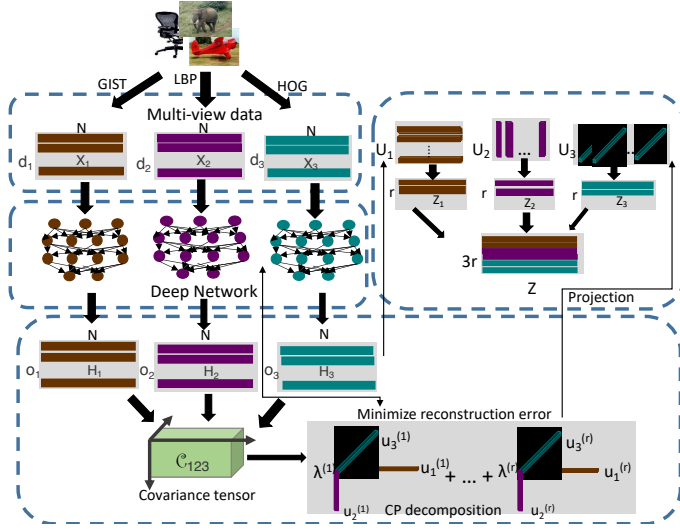 GIST LBP HOG
Multi-view data
N N N
d1 X1 d2 X2 d3 X3
Deep Network
N N N
o1 H1 o2 H2 o3 H3
C123
Covariance tensor
Minimize reconstruction error
λ(1) u3(1) u1(1) u2(1) + ... + λ(r) u3(r) u1(r) u2(r)
CP decomposition
U1 ... U2 ... U3 ...
r Z1 r Z2 r Z3
3r
Z
Projection